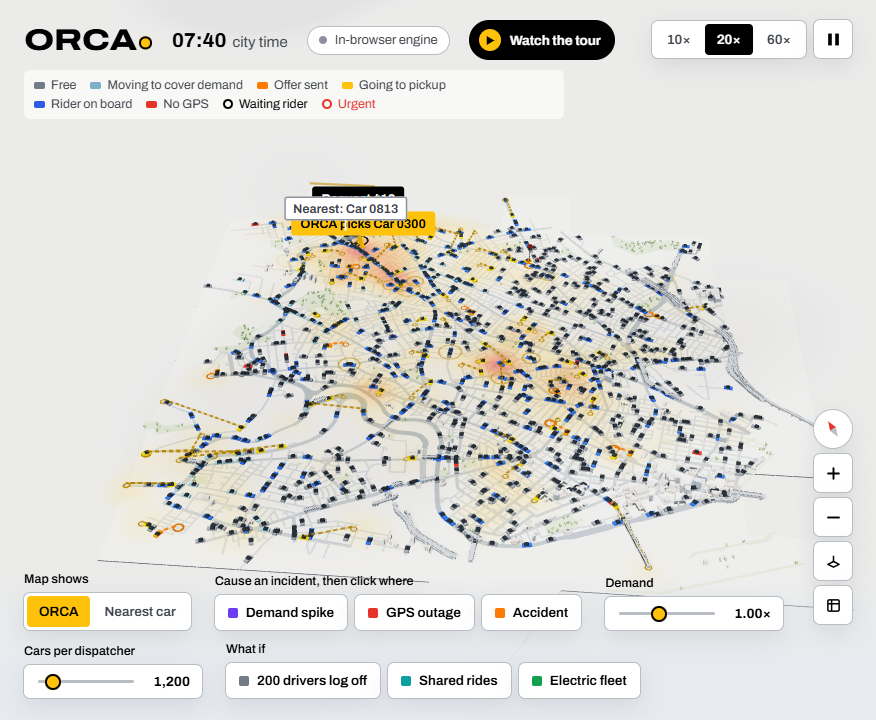 ORCA
07:40 city time
In-browser engine
Watch the tour
10×
20×
60×
Free
Moving to cover demand
Offer sent
Going to pickup
Rider on board
No GPS
Waiting rider
Urgent
Nearest: Car 0813
ORCA picks Car 0300
Map shows
ORCA
Nearest car
Cause an incident, then click where
Demand spike
GPS outage
Accident
Demand
1.00×
Cars per dispatcher
1,200
What if
200 drivers log off
Shared rides
Electric fleet